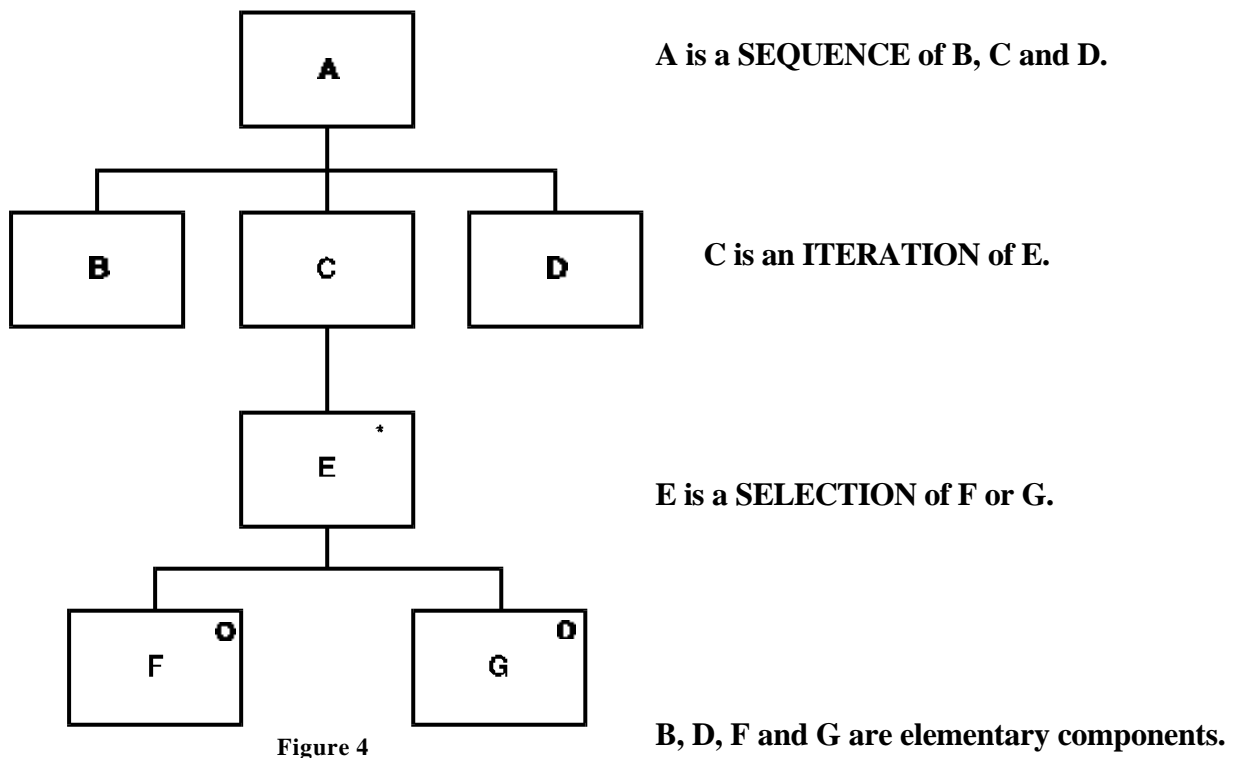 A
A is a SEQUENCE of B, C and D.
B
C
D
C is an ITERATION of E.
*
E
E is a SELECTION of F or G.
O
F
O
G
Figure 4
B, D, F and G are elementary components.